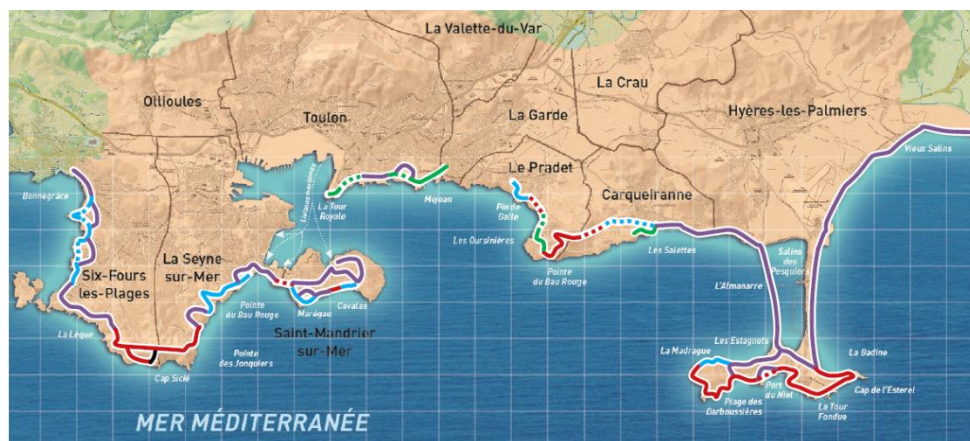 La Valette-du-Var
La Crau
Ollioules
Toulon
La Garde
Hyères-les-Palmiers
Vieux Salins
Le Pradet
Bonnegrâce
La Tour
Royale
Mejean
Pin de
Galle
Carqueiranne
Les Oursinières
Les Salettes
Salins
des
Pesquiers
La Seyne
sur-Mer
Six-Fours
les-Plages
Pointe
du Bau Rouge
L'Almanarre
Pointe
du Bau Rouge
Marégau
Cavalas
Saint-Mandrier
sur-Mer
La Lèque
Les Estagnets
La Madrague
La Badine
Pointe
des Jonquiers
Cap Sicié
Port
du Niel
Cap de l'Esterel
Plage des
Darboussières
La Tour
Fondue
MER MÉDITERRANÉE